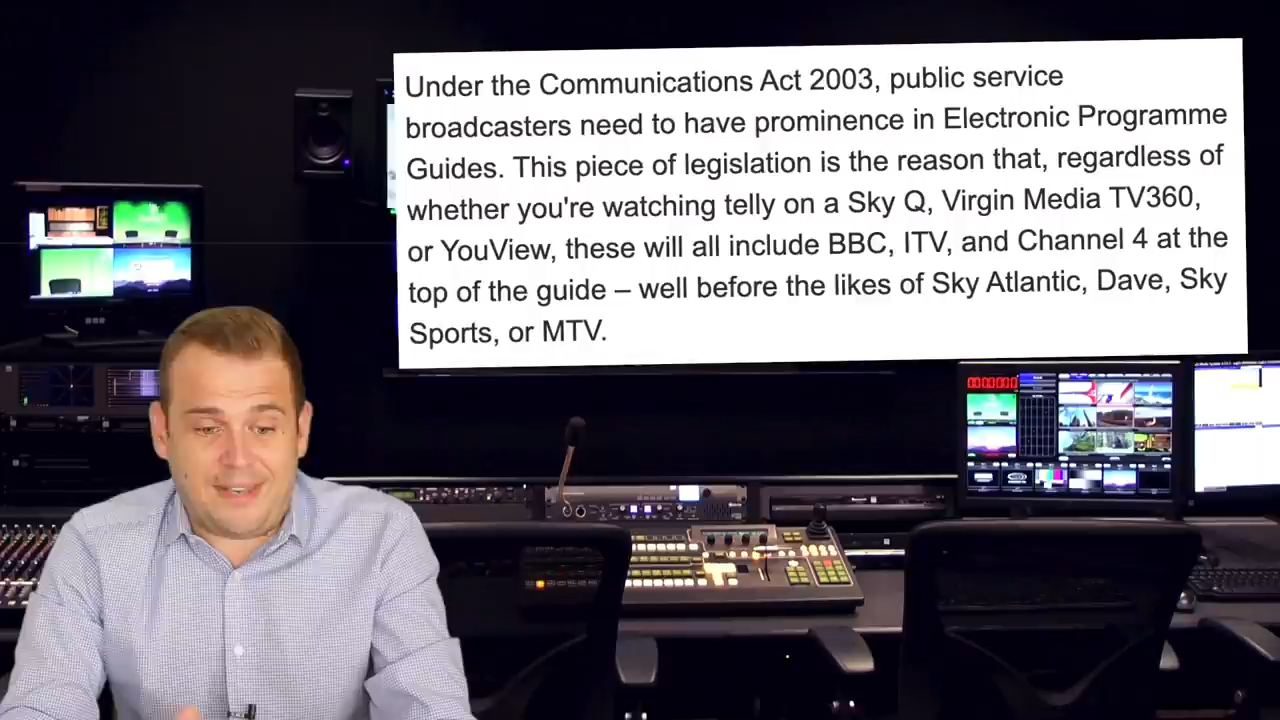 Under the Communications Act 2003, public service
broadcasters need to have prominence in Electronic Programme
Guides. This piece of legislation is the reason that, regardless of
whether you're watching telly on a Sky Q, Virgin Media TV360,
or YouView, these will all include BBC, ITV, and Channel 4 at the
top of the guide – well before the likes of Sky Atlantic, Dave, Sky
Sports, or MTV.